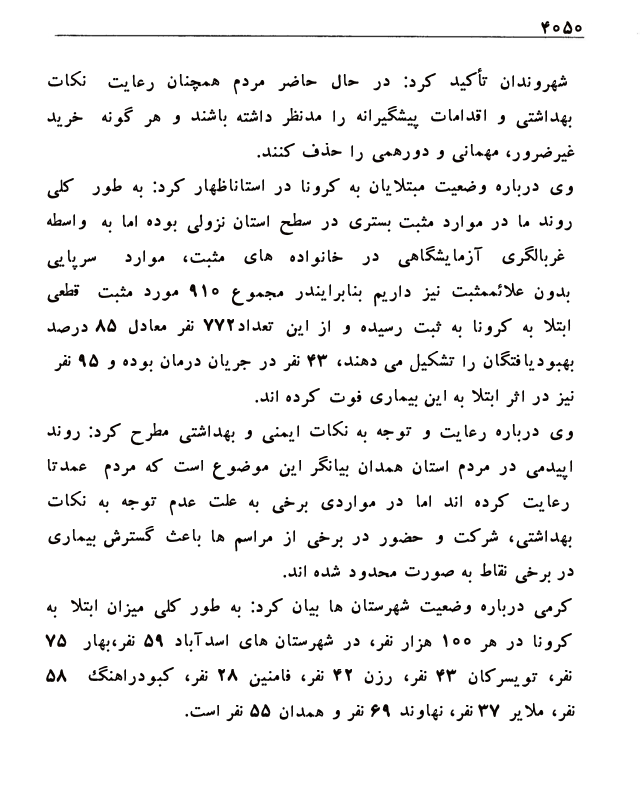 ۴۰۵۰
شهروندان تأکید کرد: در حال حاضر مردم همچنان رعایت نکات
بهداشتی و اقدامات پیشگیرانه را مدنظر داشته باشند و هر گونه خرید
غیرضرور، مهمانی و دورهمی را حذف کنند.
وی درباره وضعیت مبتلایان به کرونا در استاناظهار کرد: به طور کلی
روند ما در موارد مثبت بستری در سطح استان نزولی بوده اما به واسطه
غربالگری آزمایشگاهی در خانواده های مثبت، موارد سرپایی
بدون علائممثبت نیز داریم بنابرایندر مجموع ۹۱۰ مورد مثبت قطعی
ابتلا به کرونا به ثبت رسیده و از این تعداد۷۷۲ نفر معادل ۸۵ درصد
بهبودیافتگان را تشکیل می دهند، ۴۳ نفر در جریان درمان بوده و ۹۵ نفر
نیز در اثر ابتلا به این بیماری فوت کرده اند.
وی درباره رعایت و توجه به نکات ایمنی و بهداشتی مطرح کرد: روند
اپیدمی در مردم استان همدان بیانگر این موضوع است که مردم عمدتا
رعایت کرده اند اما در مواردی برخی به علت عدم توجه به نکات
بهداشتی، شرکت و حضور در برخی از مراسم ها باعث گسترش بیماری
در برخی نقاط به صورت محدود شده اند.
کرمی درباره وضعیت شهرستان ها بیان کرد: به طور کلی میزان ابتلا به
کرونا در هر ۱۰۰ هزار نفر، در شهرستان های اسدآباد ۵۹ نفر،بهار ۷۵
نفر، تویسرکان ۴۳ نفر، رزن ۴۲ نفر، فامنین ۲۸ نفر، کبودراهنگ ۵۸
نفر، ملایر ۳۷ نفر، نهاوند ۶۹ نفر و همدان ۵۵ نفر است.